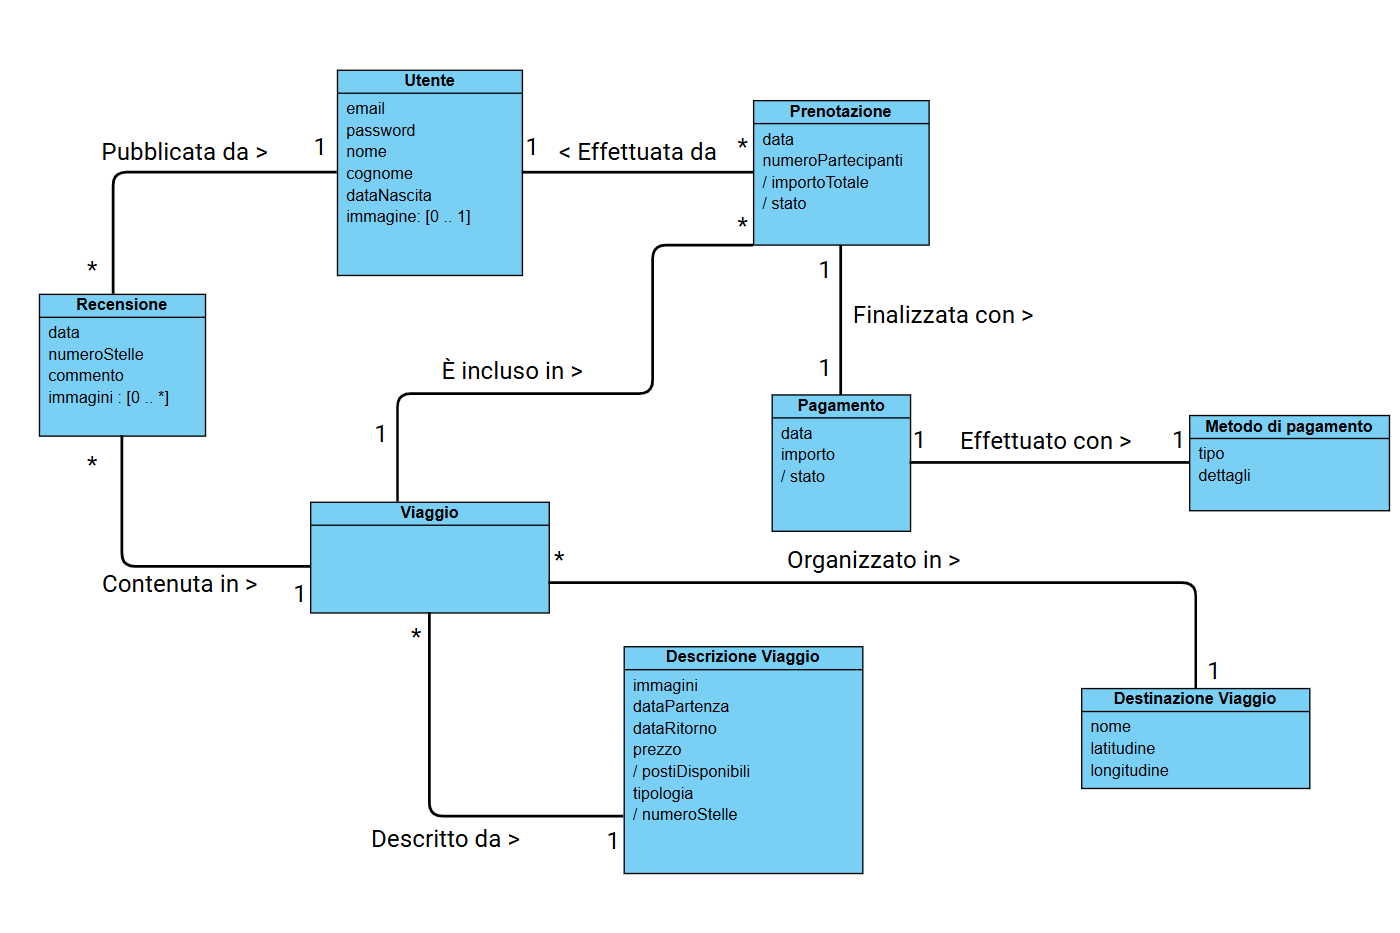 Utente
email
password
nome
cognome
dataNascita
immagine: [0 .. 1]
Pubblicata da >
1
*
1
< Effettuata da
*
Prenotazione
data
numeroPartecipanti
/ importoTotale
/ stato
*
Recensione
data
numeroStelle
commento
immagini : [0 .. *]
*
Contenuta in >
1
È incluso in >
1
1
Finalizzata con >
1
Pagamento
data
importo
/ stato
1
Effettuato con >
1
Metodo di pagamento
tipo
dettagli
Viaggio
*
Organizzato in >
1
*
Descritto da >
1
Descrizione Viaggio
immagini
dataPartenza
dataRitorno
prezzo
/ postiDisponibili
tipologia
/ numeroStelle
Destinazione Viaggio
nome
latitudine
longitudine